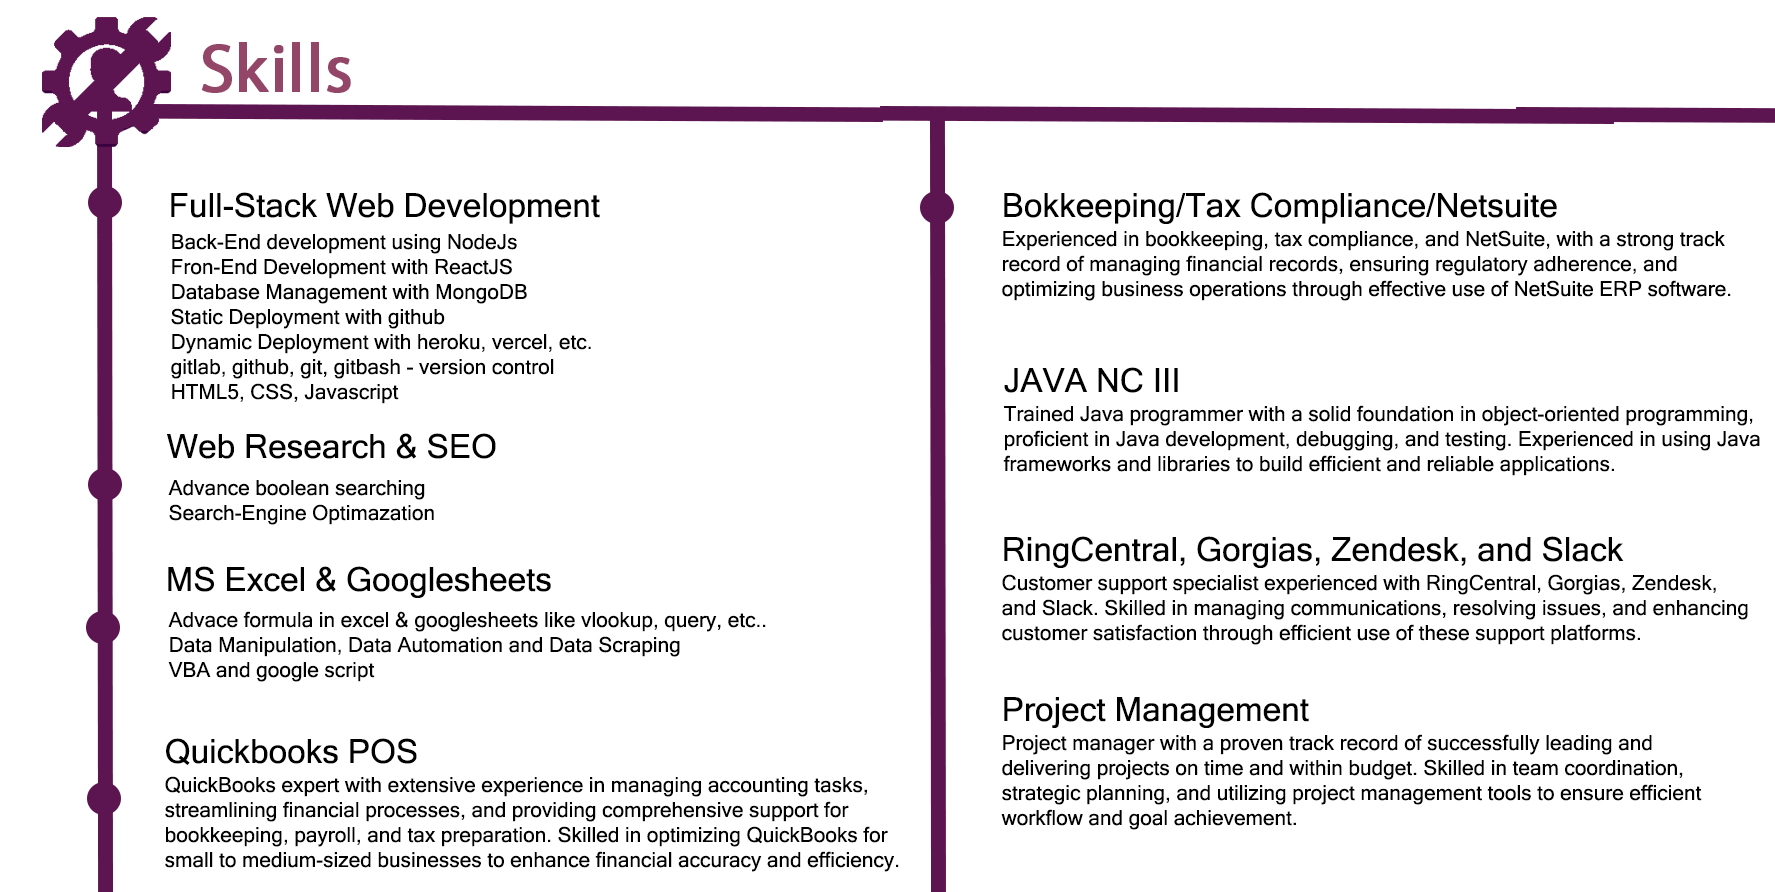 Skills
Full-Stack Web Development
Back-End development using NodeJs
Fron-End Development with ReactJS
Database Management with MongoDB
Static Deployment with github
Dynamic Deployment with heroku, vercel, etc.
gitlab, github, git, gitbash - version control
HTML5, CSS, Javascript
Web Research & SEO
Advance boolean searching
Search-Engine Optimazation
MS Excel & Googlesheets
Advace formula in excel & googlesheets like vlookup, query, etc..
Data Manipulation, Data Automation and Data Scraping
VBA and google script
Quickbooks POS
QuickBooks expert with extensive experience in managing accounting tasks,
streamlining financial processes, and providing comprehensive support for
bookkeeping, payroll, and tax preparation. Skilled in optimizing QuickBooks for
small to medium-sized businesses to enhance financial accuracy and efficiency.
Bokkeeping/Tax Compliance/Netsuite
Experienced in bookkeeping, tax compliance, and NetSuite, with a strong track
record of managing financial records, ensuring regulatory adherence, and
optimizing business operations through effective use of NetSuite ERP software.
JAVA NC III
Trained Java programmer with a solid foundation in object-oriented programming,
proficient in Java development, debugging, and testing. Experienced in using Java
frameworks and libraries to build efficient and reliable applications.
RingCentral, Gorgias, Zendesk, and Slack
Customer support specialist experienced with RingCentral, Gorgias, Zendesk,
and Slack. Skilled in managing communications, resolving issues, and enhancing
customer satisfaction through efficient use of these support platforms.
Project Management
Project manager with a proven track record of successfully leading and
delivering projects on time and within budget. Skilled in team coordination,
strategic planning, and utilizing project management tools to ensure efficient
workflow and goal achievement.